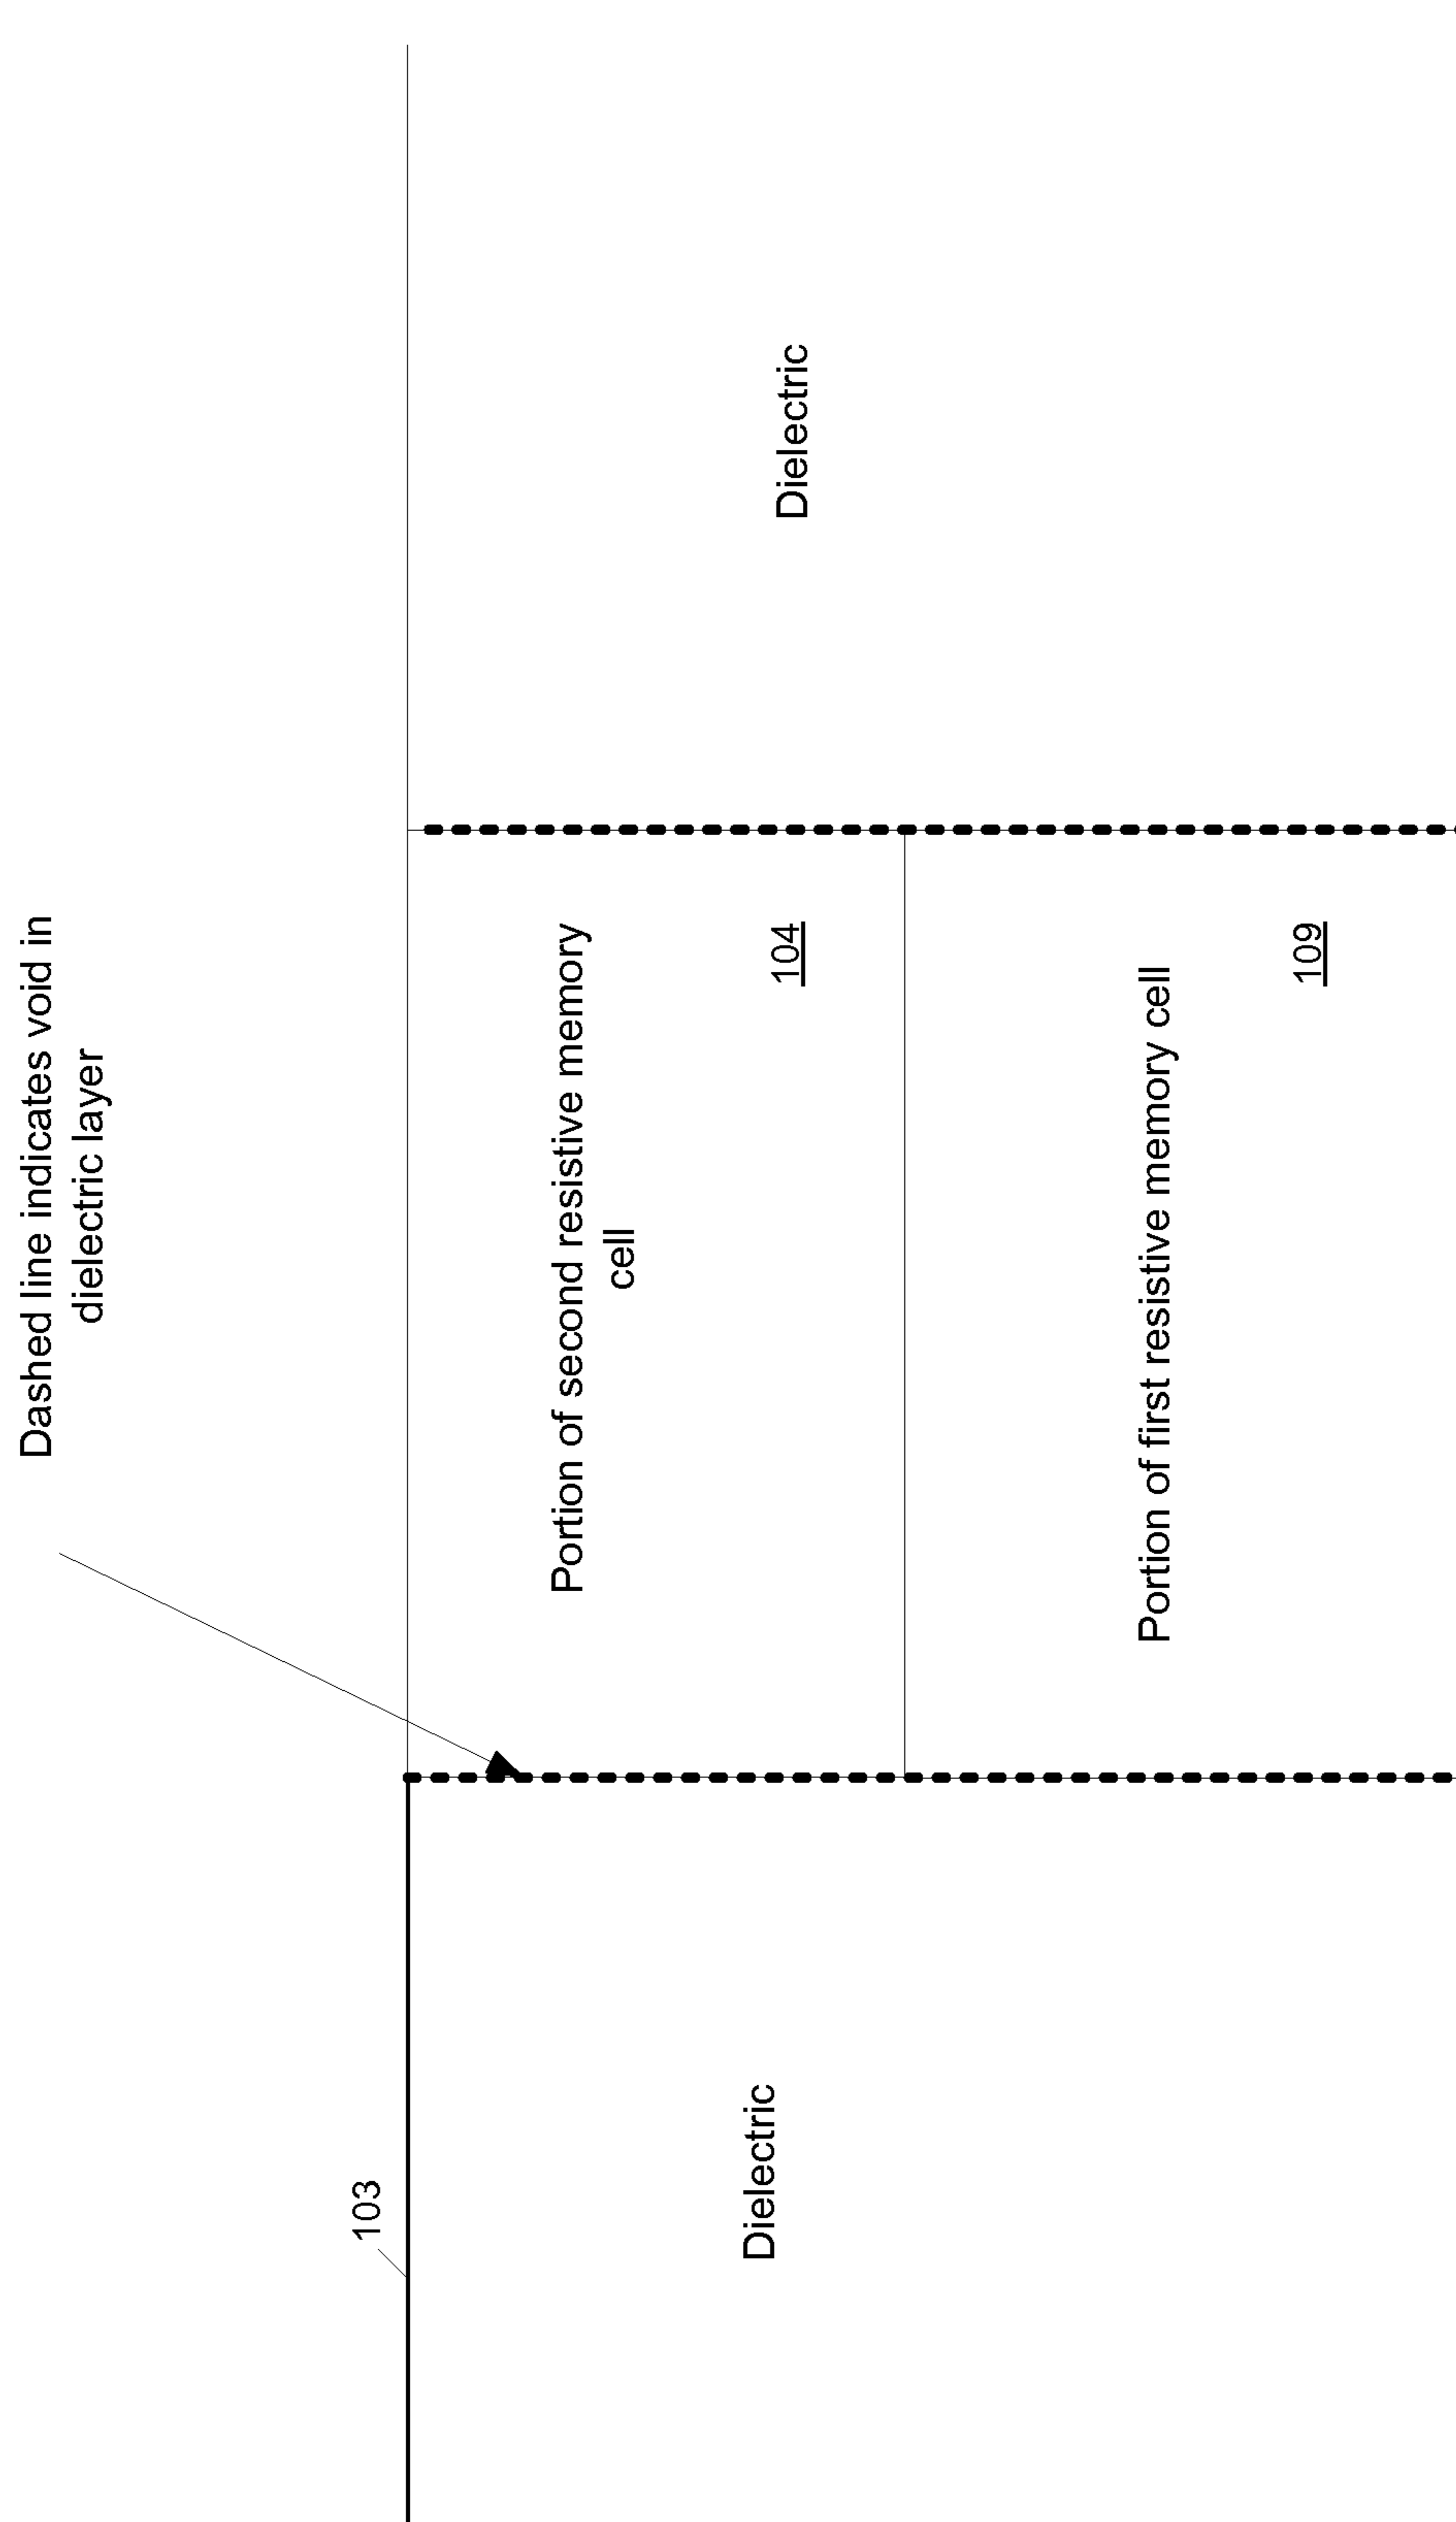 Dashed line indicates void in
dielectric layer
103
Portion of second resistive memory
cell
104
Dielectric
Dielectric
Portion of first resistive memory cell
109